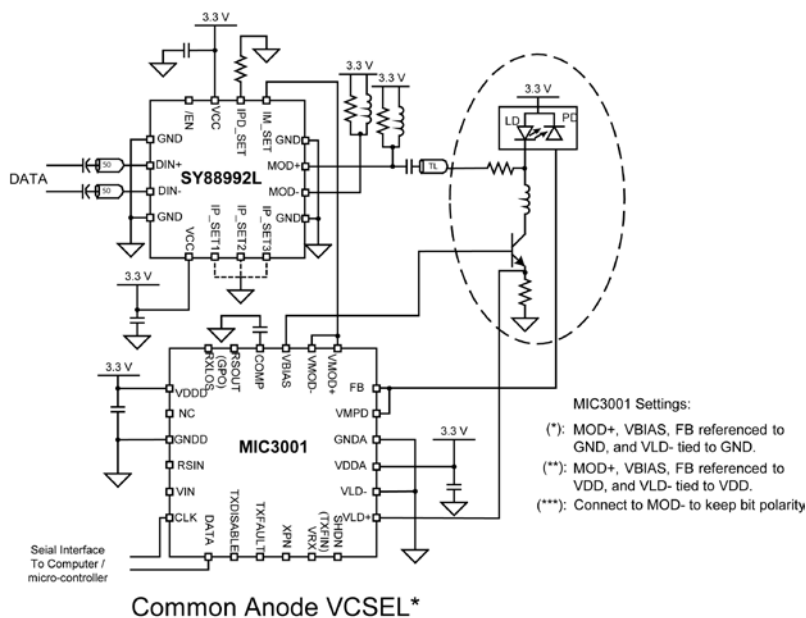 3.3 V
3.3 V
3.3 V
3.3 V
/EN
VCC
IPD_SET
IM_SET
LD
PD
GND
GND
DATA
50
DIN+
MOD+
TL
SY88992L
50
DIN-
MOD-
GND
GND
VCC
IP_SET1
IP_SET2
IP_SET3
3.3 V
RXLOS
RSOUT
(GPO)
COMP
VBIAS
VMOD-
VMOD+
3.3 V
VDDD
FB
NC
VMPD
3.3 V
GNDD
MIC3001
GNDA
RSIN
VDDA
VIN
VLD-
CLK
VLD+
DATA
TXDISABLE
TXFAULT
XPN
VRX
SHDN
(TXFIN)
Seial Interface
To Computer /
micro-controller
MIC3001 Settings:
(*): MOD+, VBIAS, FB referenced to
GND, and VLD- tied to GND.
(**): MOD+, VBIAS, FB referenced to
VDD, and VLD- tied to VDD.
(***): Connect to MOD- to keep bit polarity
Common Anode VCSEL*